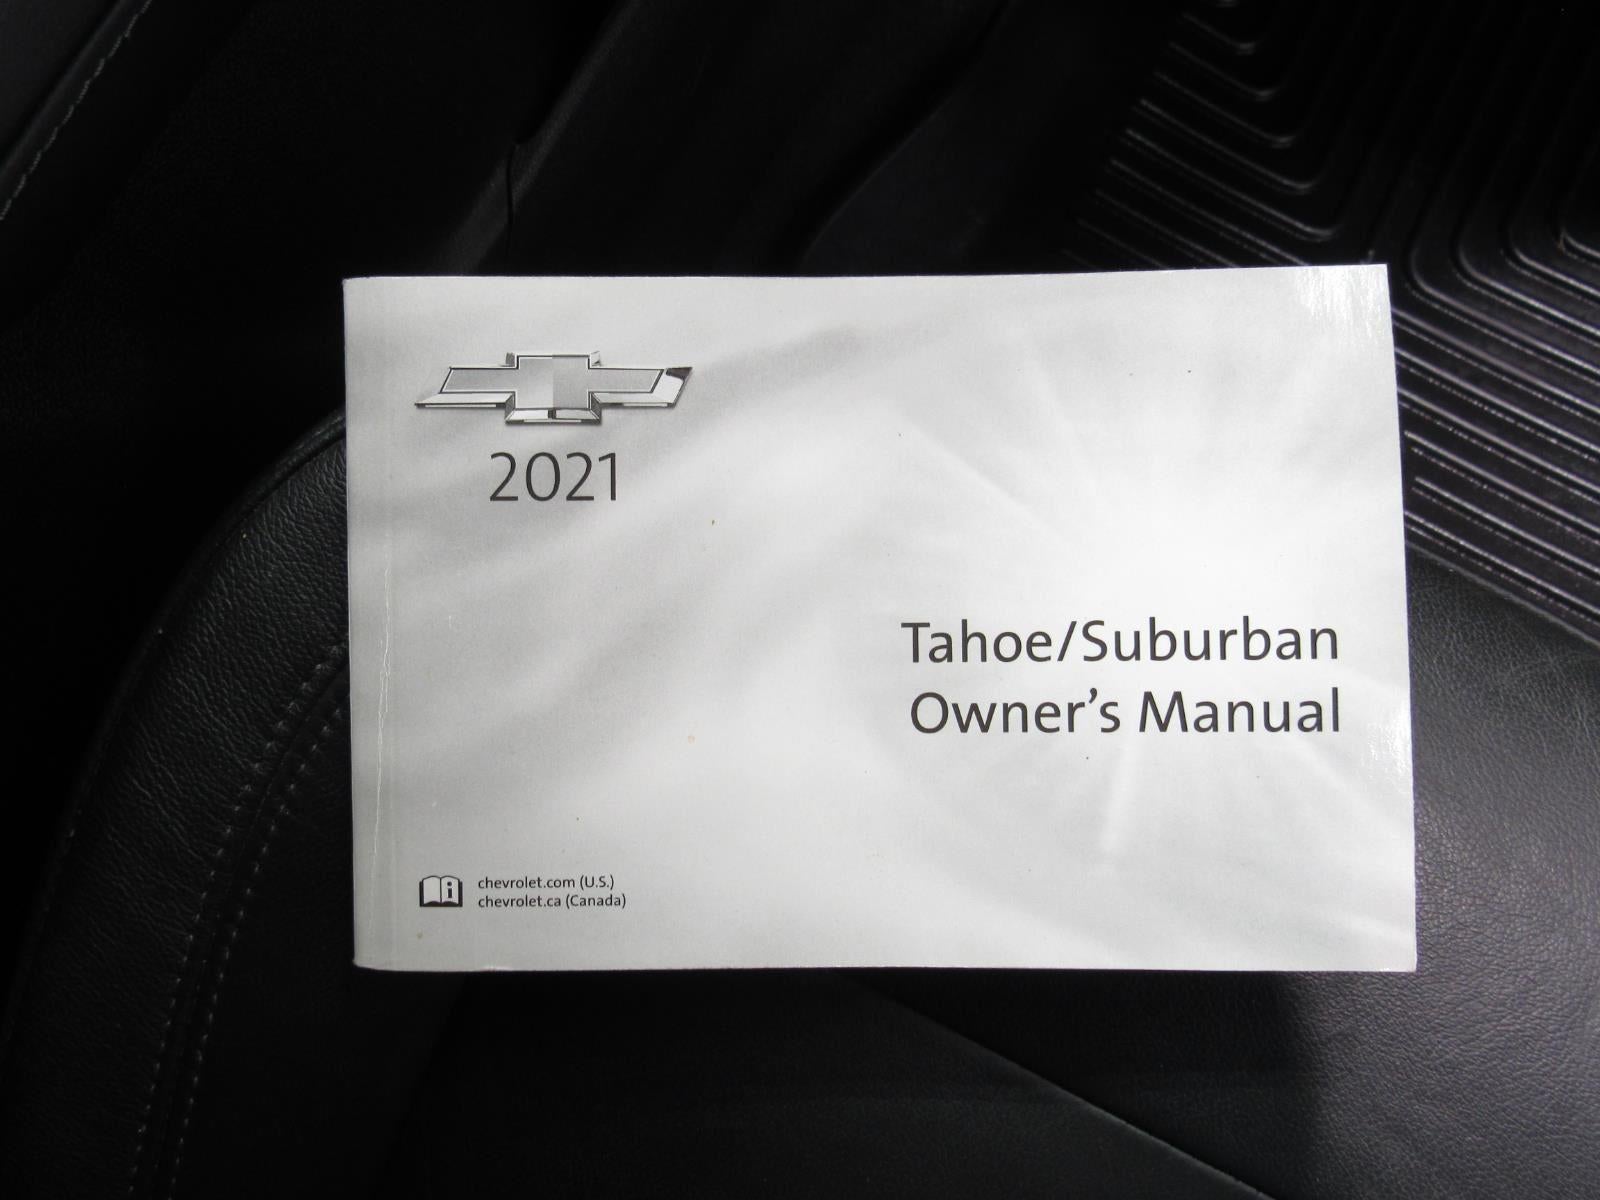 2021
Tahoe/Suburban
Owner's Manual
chevrolet.com (U.S.)
chevrolet.ca (Canada)